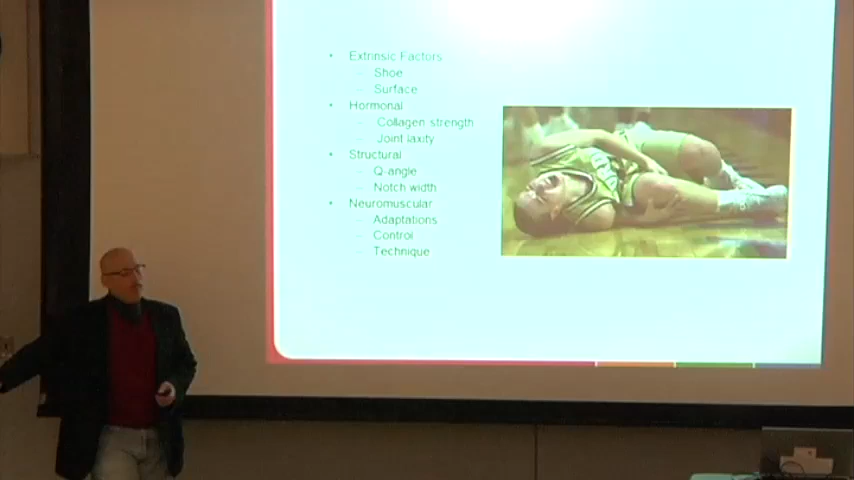 • Extrinsic Factors
– Shoe
– Surface
• Hormonal
– Collagen strength
– Joint laxity
• Structural
– Q-angle
– Notch width
• Neuromuscular
– Adaptations
– Control
– Technique